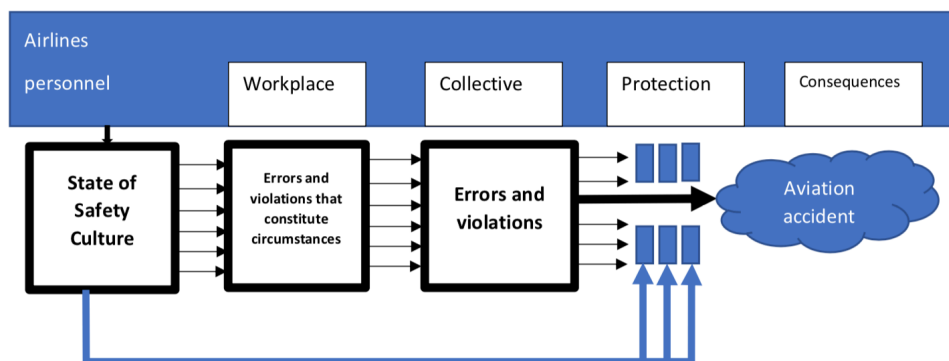 Airlines
personnel
Workplace
Collective
Protection
Consequences
State of
Safety
Culture
Errors and
violations that
constitute
circumstances
Errors and
violations
Aviation
accident